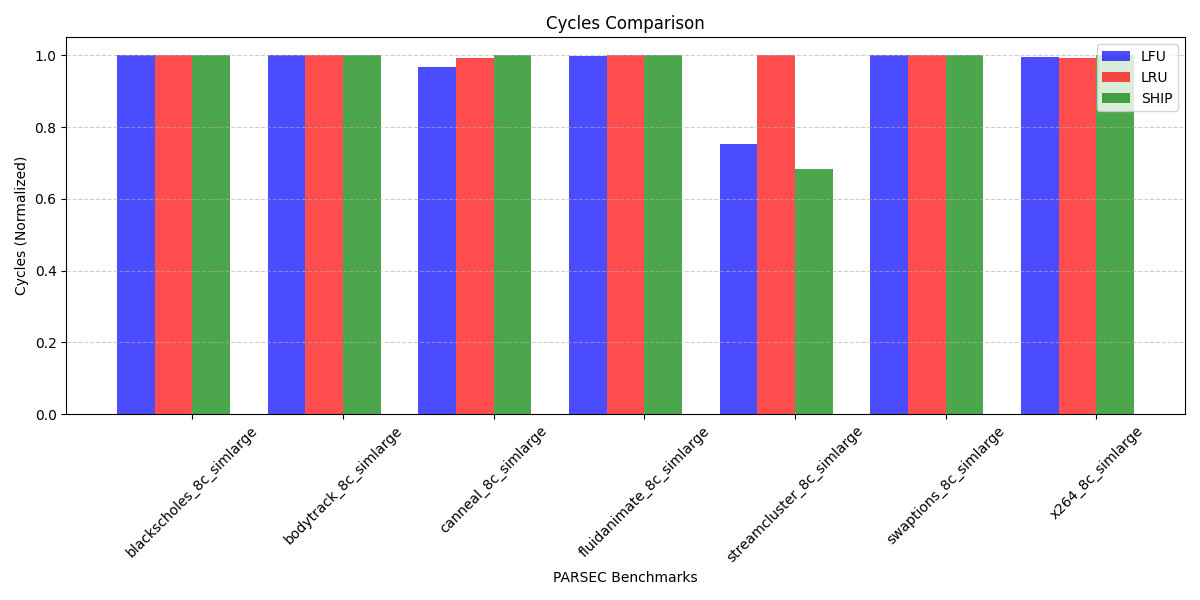 Cycles Comparison
Cycles (Normalized)
1.0
0.8
0.6
0.4
0.2
0.0
LFU
LRU
SHIP
blackscholes_8c_simlarge
bodytrack_8c_simlarge
canneal_8c_simlarge
fluidanimate_8c_simlarge
streamcluster_8c_simlarge
swaptions_8c_simlarge
x264_8c_simlarge
PARSEC Benchmarks